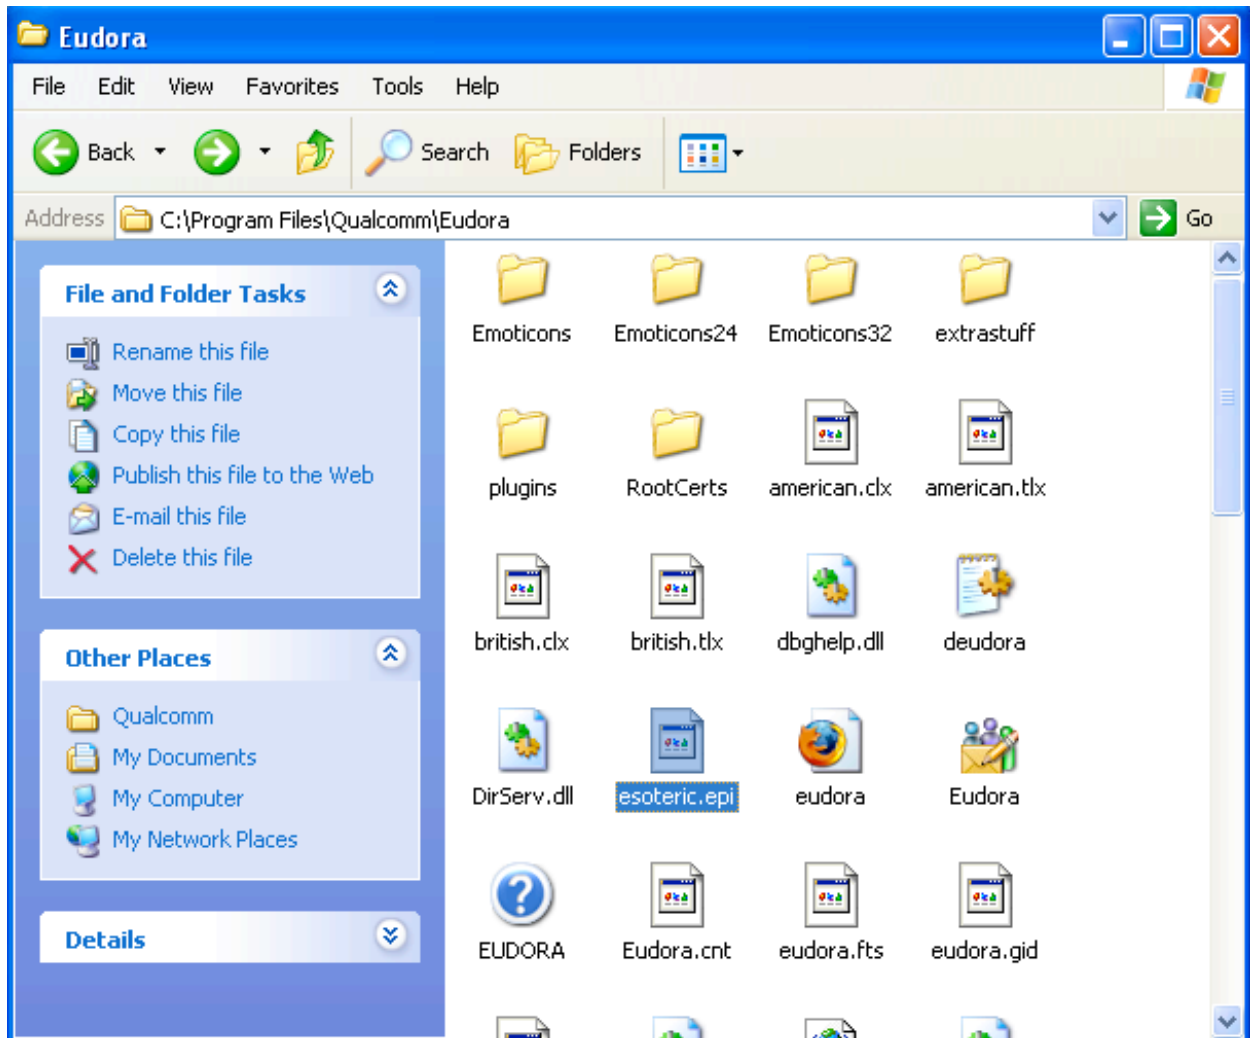 Eudora
File Edit View Favorites Tools Help
Back Search Folders
Address C:\Program Files\Qualcomm\Eudora Go
File and Folder Tasks
Rename this file
Move this file
Copy this file
Publish this file to the Web
E-mail this file
Delete this file
Other Places
Qualcomm
My Documents
My Computer
My Network Places
Details
Emoticons Emoticons24 Emoticons32 extrastuff
plugins RootCerts american.clx american.tlx
british.clx british.tlx dbghelp.dll deudora
DirServ.dll esoteric.epi eudora Eudora
EUDORA Eudora.cnt eudora.fts eudora.gid